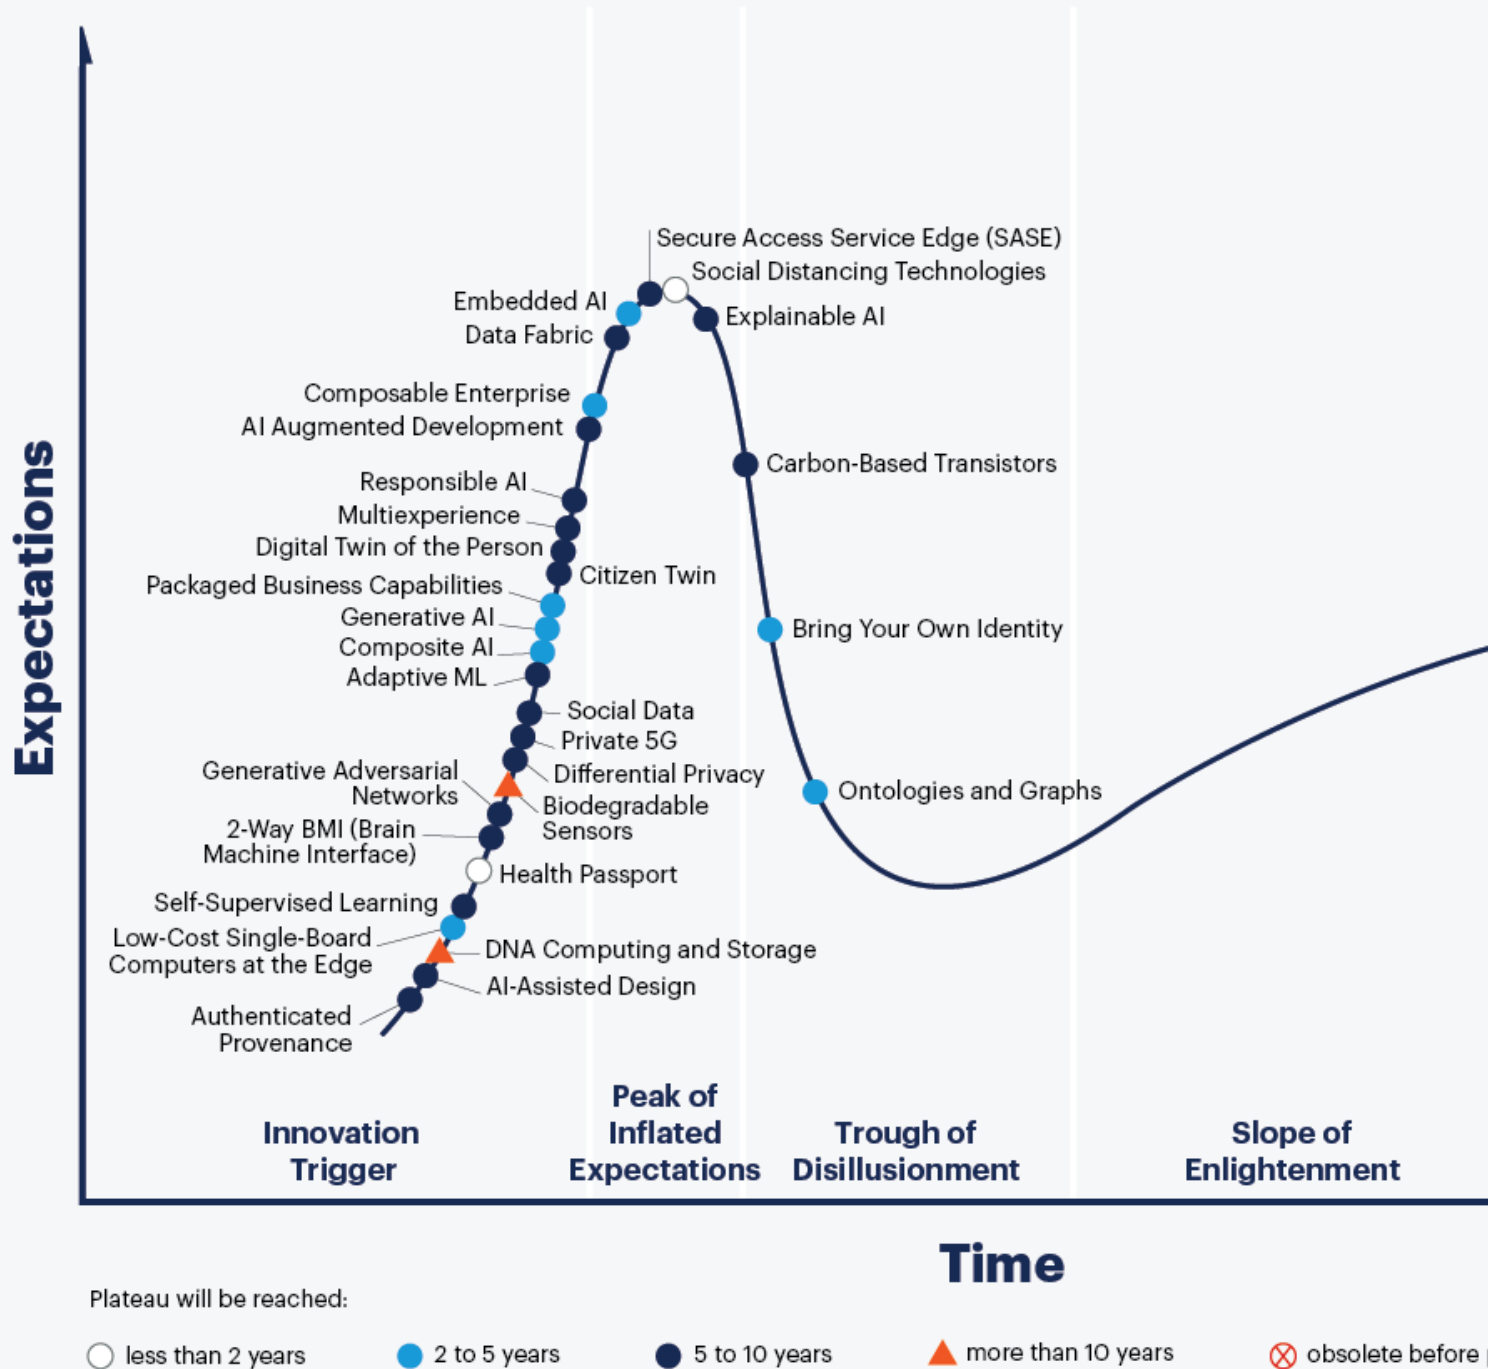 Secure Access Service Edge (SASE)
Social Distancing Technologies
Embedded AI
Explainable AI
Data Fabric
Composable Enterprise
AI Augmented Development
Carbon-Based Transistors
Responsible AI
Multiexperience
Digital Twin of the Person
Citizen Twin
Packaged Business Capabilities
Generative AI
Bring Your Own Identity
Composite AI
Adaptive ML
Social Data
Private 5G
Generative Adversarial
Networks
Differential Privacy
Ontologies and Graphs
Biodegradable
Sensors
2-Way BMI (Brain
Machine Interface)
Health Passport
Self-Supervised Learning
Low-Cost Single-Board
Computers at the Edge
DNA Computing and Storage
AI-Assisted Design
Authenticated
Provenance
Expectations
Innovation
Trigger
Peak of
Inflated
Expectations
Trough of
Disillusionment
Slope of
Enlightenment
Time
Plateau will be reached:
less than 2 years
2 to 5 years
5 to 10 years
more than 10 years
obsolete before